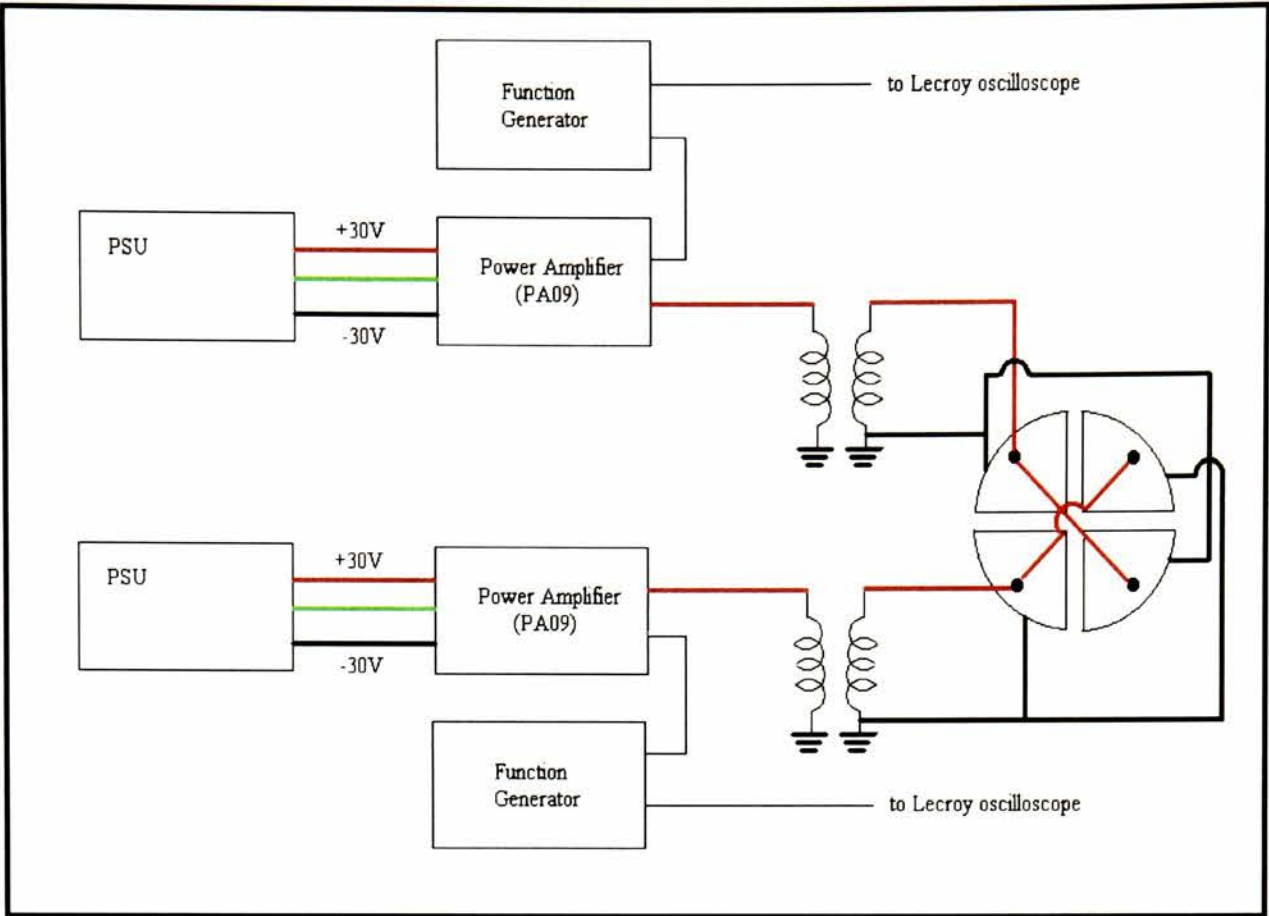 Function
Generator
to Lecroy oscilloscope
PSU
+30V
-30V
Power Amplifier
(PA09)
PSU
+30V
-30V
Power Amplifier
(PA09)
Function
Generator
to Lecroy oscilloscope